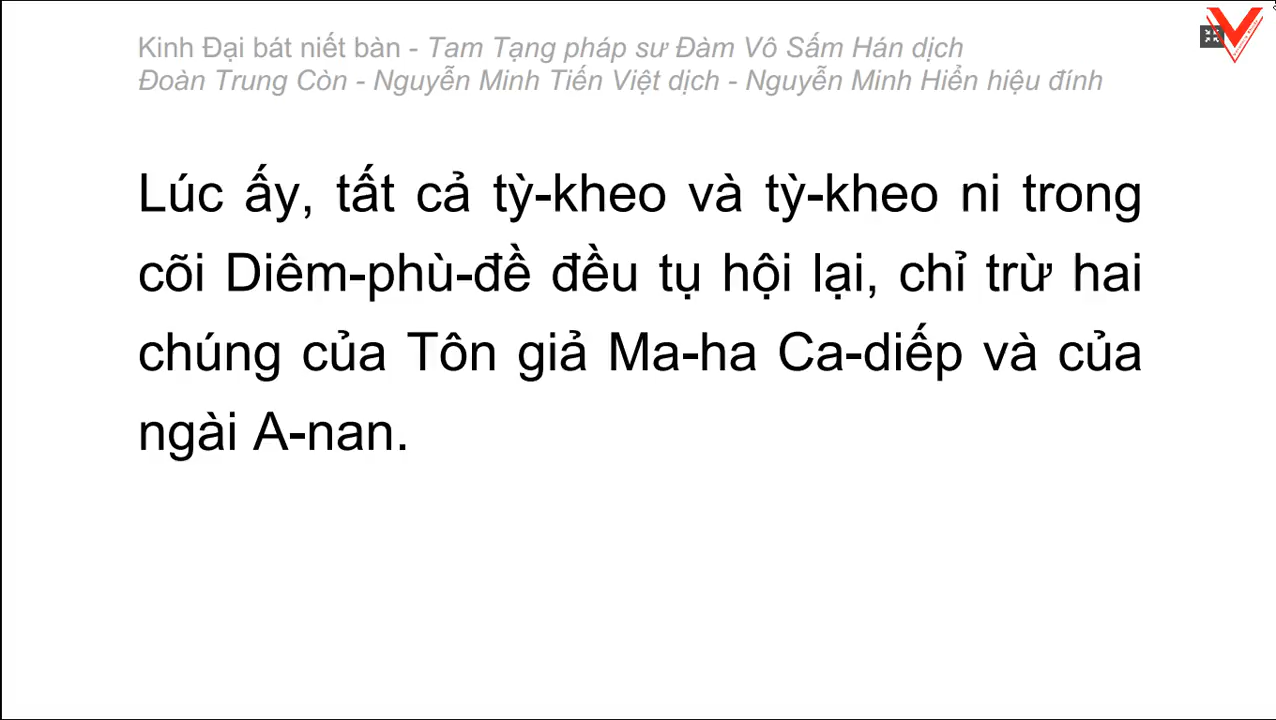 Kinh Đại bát niết bàn - Tam Tạng pháp sư Đàm Vô Sấm Hán dịch
Đoàn Trung Còn - Nguyễn Minh Tiến Việt dịch - Nguyễn Minh Hiển hiệu đính
Lúc ấy, tất cả tỳ-kheo và tỳ-kheo ni trong
cõi Diêm-phù-đề đều tụ hội lại, chỉ trừ hai
chúng của Tôn giả Ma-ha Ca-diếp và của
ngài A-nan.